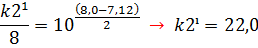 k2¹/8 = 10^((8,0−7,12)/2) → k2¹ = 22,0